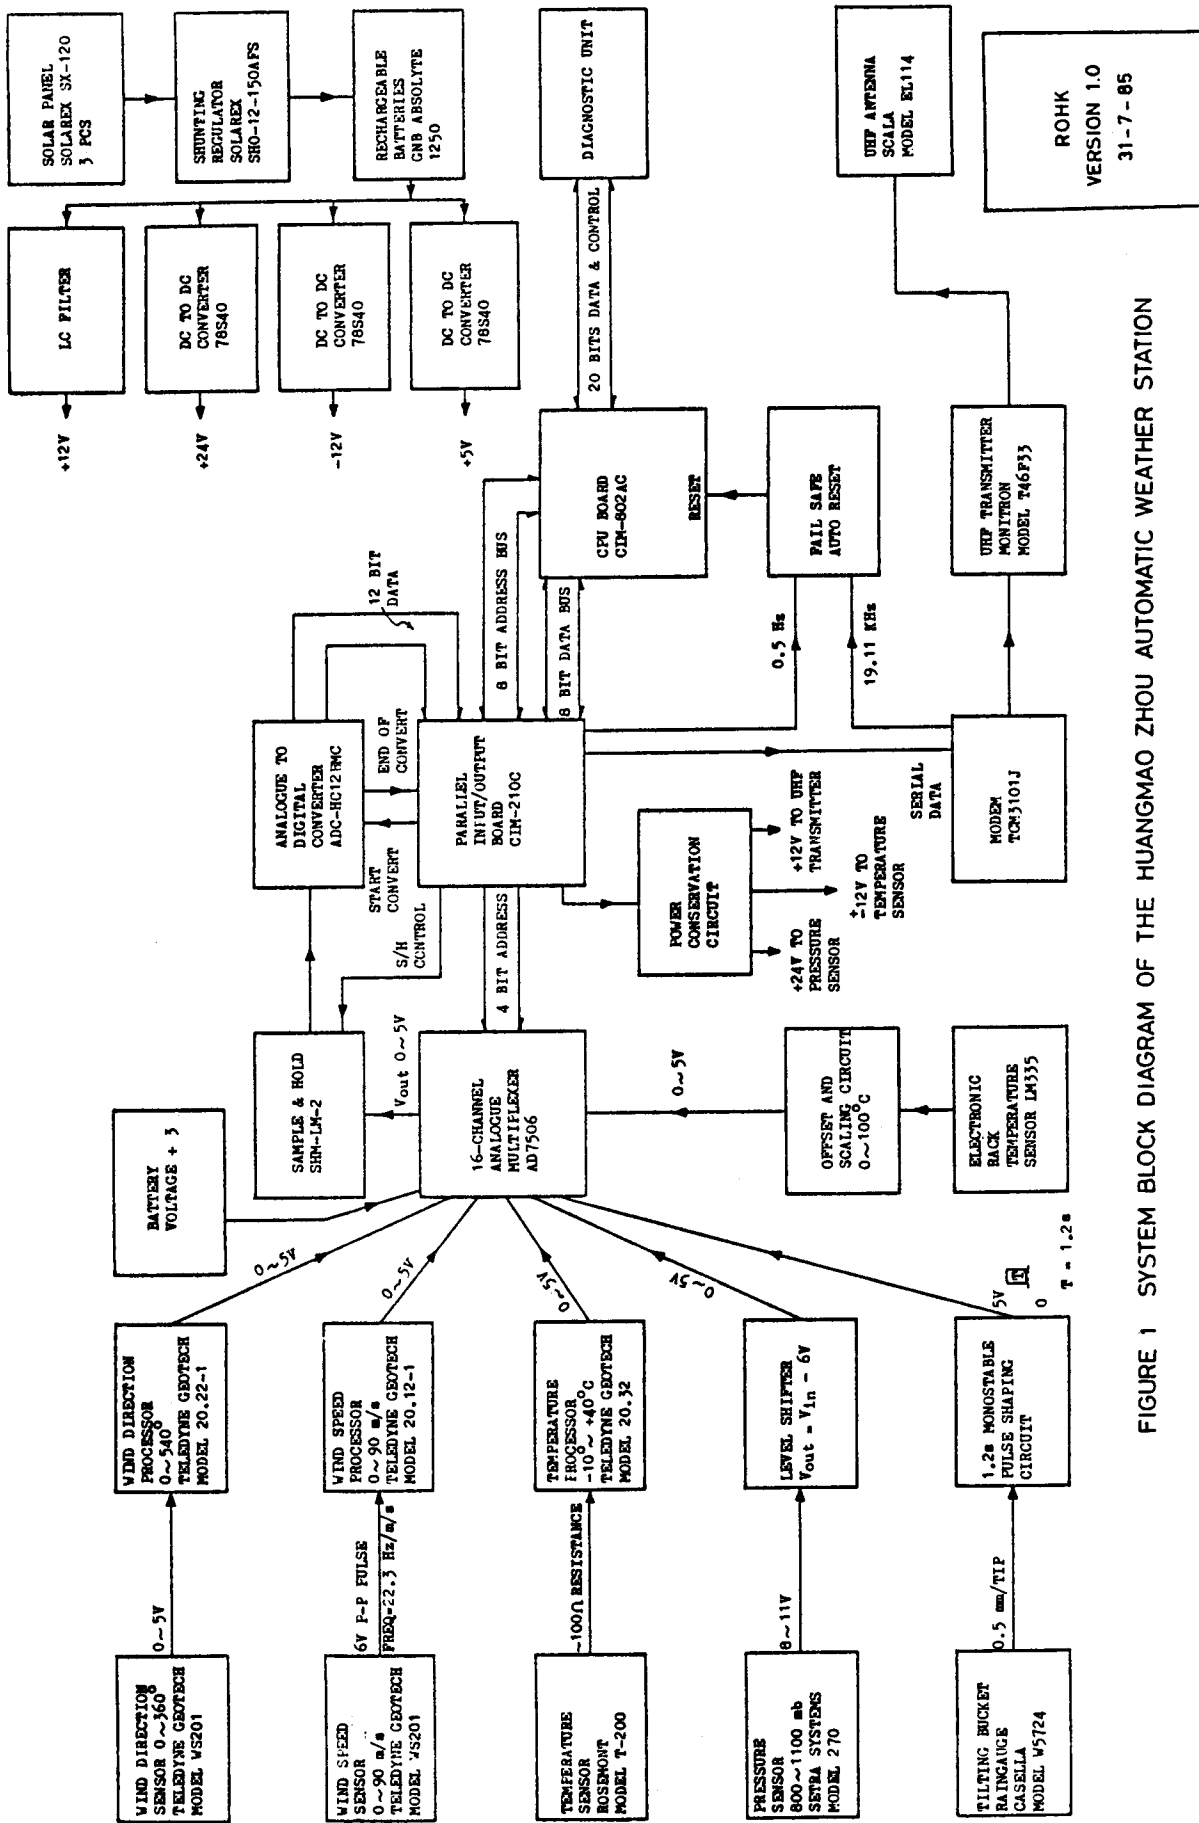 SOLAR PANEL
SOLAREX SX-120
3 PCS
SHUNTING
REGULATOR
SOLAREX
SHO-12-150AFS
RECHARGEABLE
BATTERIES
GNB ABSOLYTE
1250
LC FILTER
DC TO DC
CONVERTER
78S40
DC TO DC
CONVERTER
78S40
DC TO DC
CONVERTER
78S40
+12V
+24V
-12V
+5V
DIAGNOSTIC UNIT
20 BITS DATA & CONTROL
CPU BOARD
CIM-802AC
RESET
FAIL SAFE
AUTO RESET
0.5 Hz
19.11 KHz
UHF ANTENNA
SCALA
MODEL EL114
UHF TRANSMITTER
MONITRON
MODEL T46F33
MODEM
TCM3101J
SERIAL
DATA
ROHK
VERSION 1.0
31-7-85
12 BIT
DATA
8 BIT ADDRESS BUS
8 BIT DATA BUS
ANALOGUE TO
DIGITAL
CONVERTER
ADC-HC12BMC
END OF
CONVERT
START
CONVERT
PARALLEL
INPUT/OUTPUT
BOARD
CIM-210C
S/H
CONTROL
4 BIT ADDRESS
POWER
CONSERVATION
CIRCUIT
+24V TO
PRESSURE
SENSOR
±12V TO
TEMPERATURE
SENSOR
+12V TO UHF
TRANSMITTER
SAMPLE & HOLD
SHM-LM-2
Vout 0~5V
16-CHANNEL
ANALOGUE
MULTIPLEXER
AD7506
BATTERY
VOLTAGE ÷ 3
0~5V
OFFSET AND
SCALING CIRCUIT
0~100°C
ELECTRONIC
RACK
TEMPERATURE
SENSOR LM335
0~5V
0~5V
0~5V
0~5V
5V
T
0
T = 1.2s
WIND DIRECTION
PROCESSOR
0~540°
TELEDYNE GEOTECH
MODEL 20.22-1
WIND SPEED
PROCESSOR
0~90 m/s
TELEDYNE GEOTECH
MODEL 20.12-1
TEMPERATURE
PROCESSOR
-10°~ +40°C
TELEDYNE GEOTECH
MODEL 20.32
LEVEL SHIFTER
Vout = Vin - 6V
1.2s MONOSTABLE
PULSE SHAPING
CIRCUIT
0~5V
6V P-P PULSE
FREQ=22.3 Hz/m/s
~100Ω RESISTANCE
8~11V
0.5 mm/TIP
WIND DIRECTION
SENSOR 0~360°
TELEDYNE GEOTECH
MODEL WS201
WIND SPEED
SENSOR
0~90 m/s
TELEDYNE GEOTECH
MODEL WS201
TEMPERATURE
SENSOR
ROSEMONT
MODEL T-200
PRESSURE
SENSOR
800~1100 mb
SETRA SYSTEMS
MODEL 270
TILTING BUCKET
RAINGAUGE
CASELLA
MODEL W5724
FIGURE 1 SYSTEM BLOCK DIAGRAM OF THE HUANGMAO ZHOU AUTOMATIC WEATHER STATION